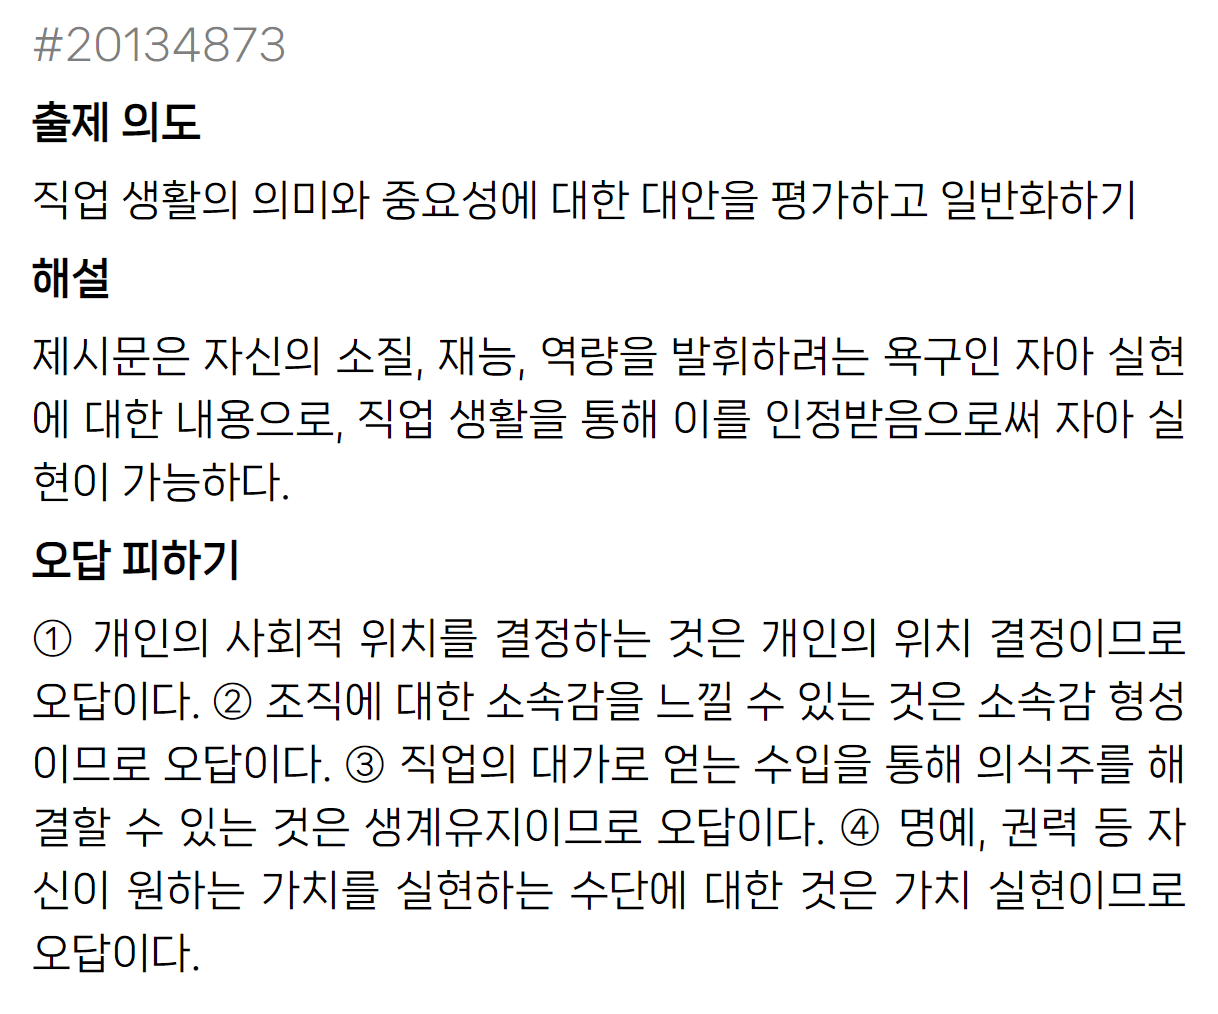 #20134873
출제 의도
직업 생활의 의미와 중요성에 대한 대안을 평가하고 일반화하기
해설
제시문은 자신의 소질, 재능, 역량을 발휘하려는 욕구인 자아 실현
에 대한 내용으로, 직업 생활을 통해 이를 인정받음으로써 자아 실
현이 가능하다.
오답 피하기
① 개인의 사회적 위치를 결정하는 것은 개인의 위치 결정이므로
오답이다. ② 조직에 대한 소속감을 느낄 수 있는 것은 소속감 형성
이므로 오답이다. ③ 직업의 대가로 얻는 수입을 통해 의식주를 해
결할 수 있는 것은 생계유지이므로 오답이다. ④ 명예, 권력 등 자
신이 원하는 가치를 실현하는 수단에 대한 것은 가치 실현이므로
오답이다.